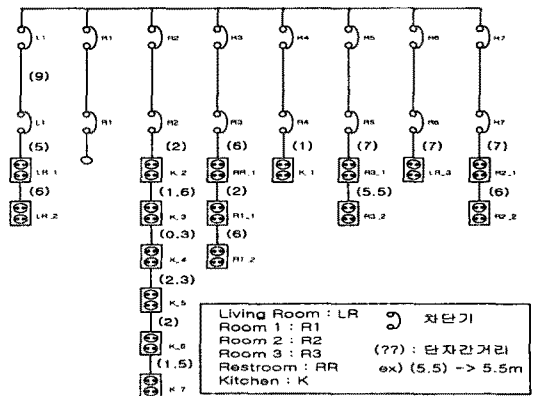 L1 R1 R2 R3 R4 R5 R6 R7
(9)
L1 R1 R2 R3 R4 R5 R6 R7
(5) (2) (6) (1) (7) (7) (7)
LR_1 K_2 RR_1 K_1 R3_1 LR_3 R2_1
(6) (1.6) (2) (5.5) (6)
LR_2 K_3 R1_1 R3_2 R2_2
(0.3) (6)
K_4 R1_2
(2.3)
K_5
(2)
K_6
(1.5)
K_7
Living Room : LR
Room 1 : R1
Room 2 : R2
Room 3 : R3
Restroom : RR
Kitchen : K
차단기
(??) : 단자간거리
ex) (5.5) -> 5.5m